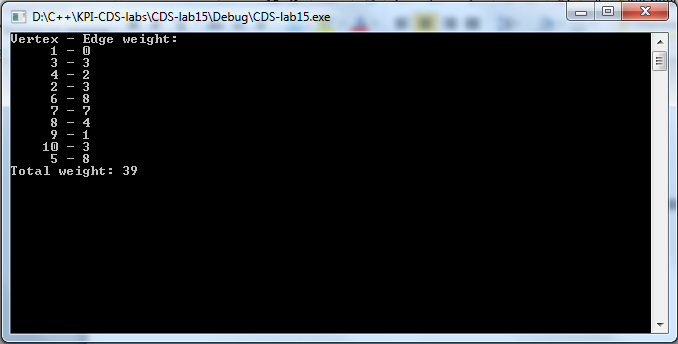 D:\C++\KPI-CDS-labs\CDS-lab15\Debug\CDS-lab15.exe
Vertex - Edge weight:
1 - 0
3 - 3
4 - 2
2 - 3
6 - 8
7 - 7
8 - 4
9 - 1
10 - 3
5 - 8
Total weight: 39